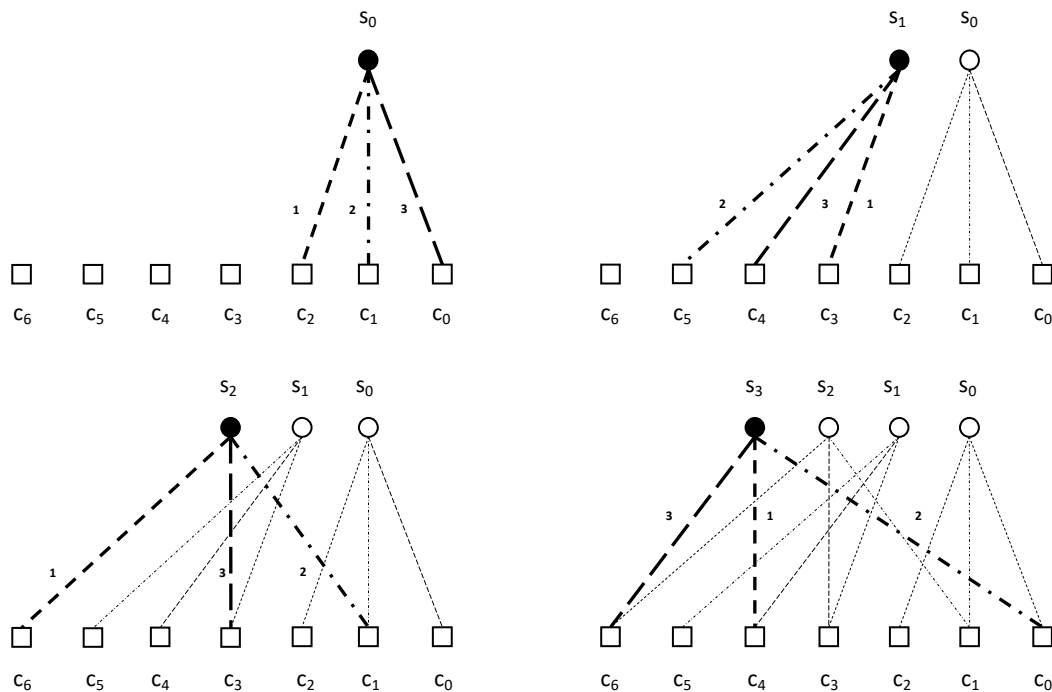 s₀
1 2 3
c₆ c₅ c₄ c₃ c₂ c₁ c₀
s₁ s₀
2 3 1
c₆ c₅ c₄ c₃ c₂ c₁ c₀
s₂ s₁ s₀
1 3 2
c₆ c₅ c₄ c₃ c₂ c₁ c₀
s₃ s₂ s₁ s₀
3 1 2
c₆ c₅ c₄ c₃ c₂ c₁ c₀